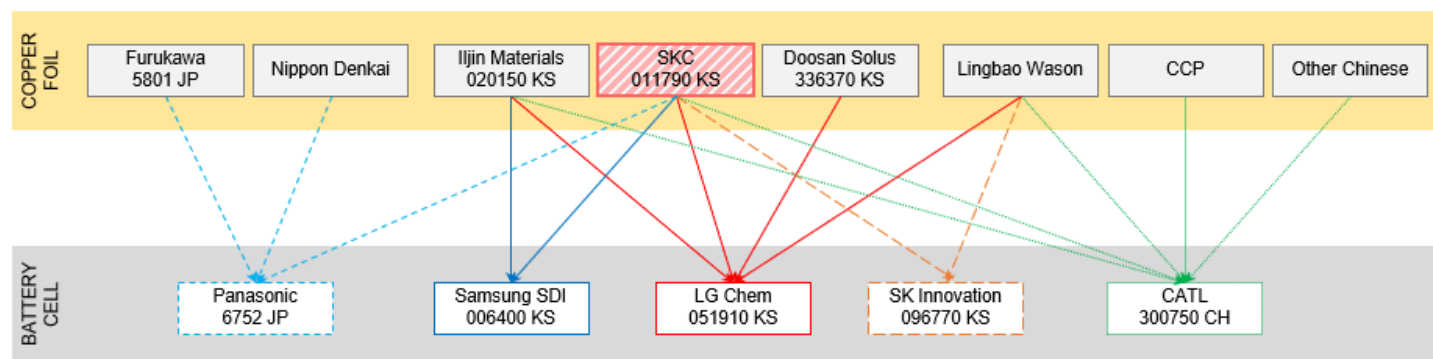 COPPER
FOIL
Furukawa
5801 JP
Nippon Denkai
Iljin Materials
020150 KS
SKC
011790 KS
Doosan Solus
336370 KS
Lingbao Wason
CCP
Other Chinese
BATTERY
CELL
Panasonic
6752 JP
Samsung SDI
006400 KS
LG Chem
051910 KS
SK Innovation
096770 KS
CATL
300750 CH